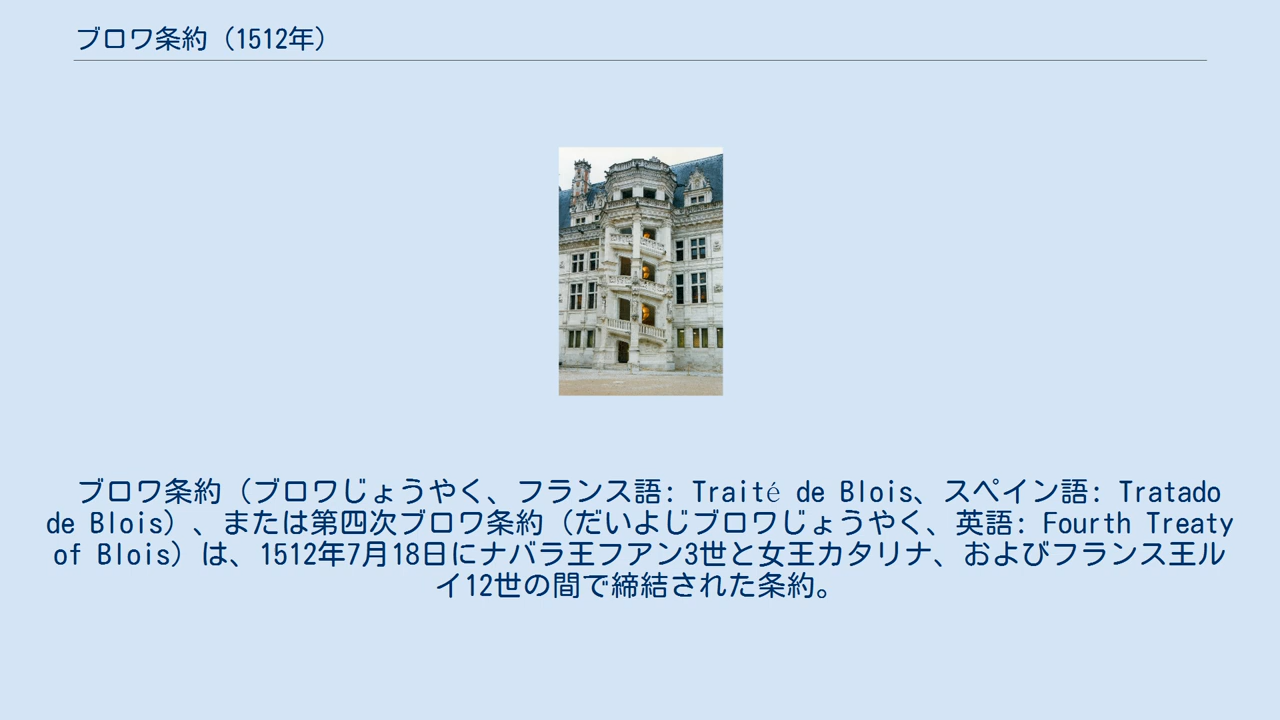 ブロワ条約（1512年）
ブロワ条約（ブロワじょうやく、フランス語: Traité de Blois、スペイン語: Tratado
de Blois）、または第四次ブロワ条約（だいよじブロワじょうやく、英語: Fourth Treaty
of Blois）は、1512年7月18日にナバラ王フアン3世と女王カタリナ、およびフランス王ル
イ12世の間で締結された条約。